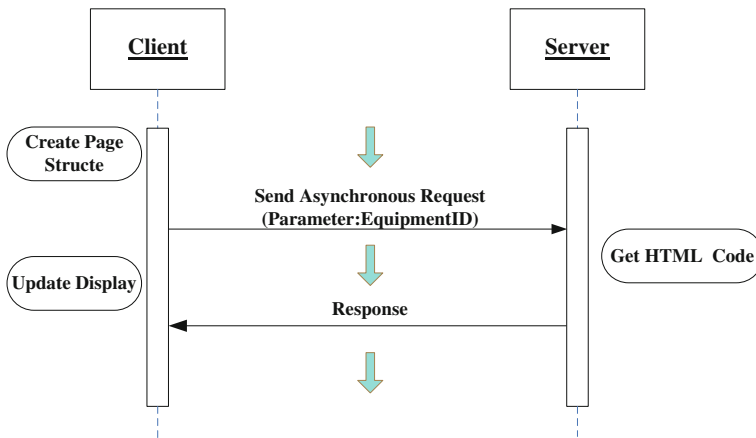 Client
Server
Create Page
Structe
Send Asynchronous Request
(Parameter:EquipmentID)
Get HTML Code
Update Display
Response